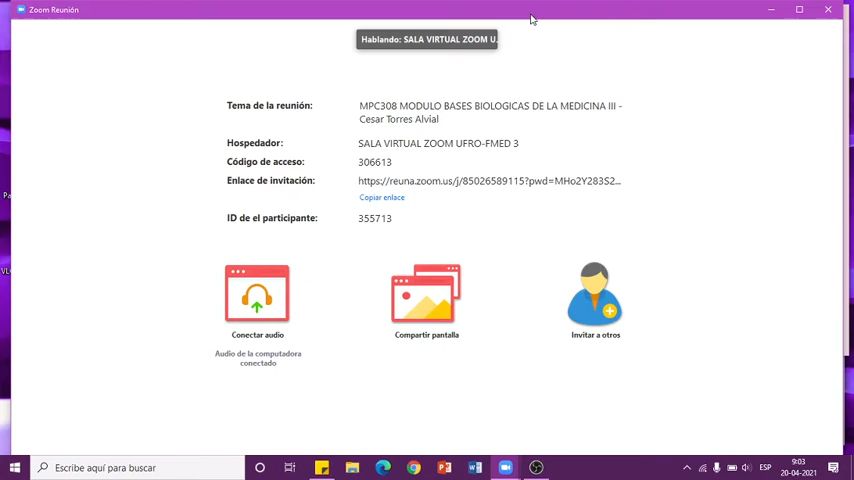 Zoom Reunión
Hablando: SALA VIRTUAL ZOOM U...
Tema de la reunión: MPC308 MODULO BASES BIOLOGICAS DE LA MEDICINA III -
Cesar Torres Alvial
Hospedador: SALA VIRTUAL ZOOM UFRO-FMED 3
Código de acceso: 306613
Enlace de invitación: https://reuna.zoom.us/j/85026589115?pwd=MHo2Y283S2...
Copiar enlace
ID de el participante: 355713
Conectar audio
Compartir pantalla
Invitar a otros
Audio de la computadora
conectado
Escribe aquí para buscar
ESP
9:03
20-04-2021